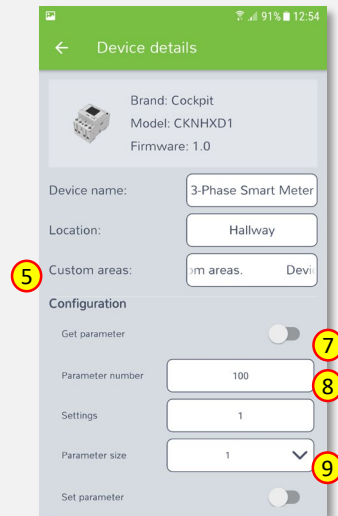 91% 12:54
Device details
Brand: Cockpit
Model: CKNHXD1
Firmware: 1.0
Device name: 3-Phase Smart Meter
Location: Hallway
5 Custom areas: om areas. Devi
Configuration
Get parameter
7
Parameter number 100
8
Settings 1
Parameter size 1
9
Set parameter